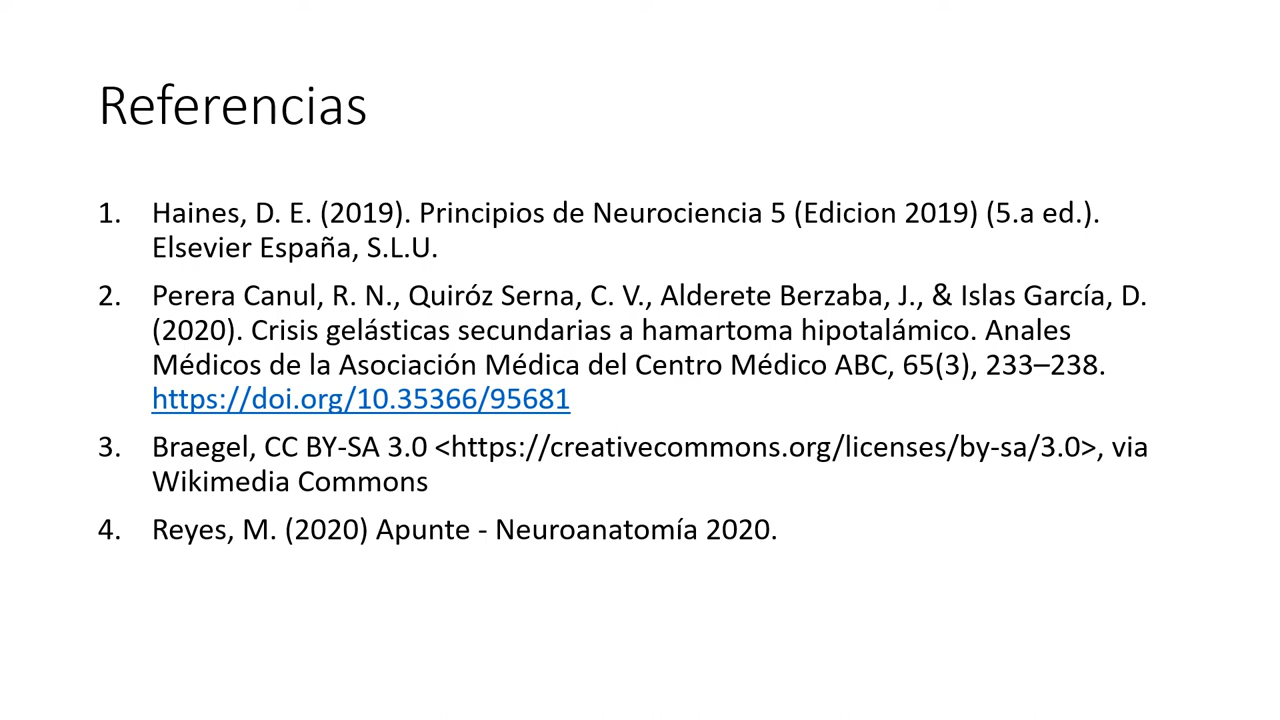 Referencias
1. Haines, D. E. (2019). Principios de Neurociencia 5 (Edicion 2019) (5.a ed.).
Elsevier España, S.L.U.
2. Perera Canul, R. N., Quiróz Serna, C. V., Alderete Berzaba, J., & Islas García, D.
(2020). Crisis gelásticas secundarias a hamartoma hipotalámico. Anales
Médicos de la Asociación Médica del Centro Médico ABC, 65(3), 233–238.
https://doi.org/10.35366/95681
3. Braegel, CC BY-SA 3.0 <https://creativecommons.org/licenses/by-sa/3.0>, via
Wikimedia Commons
4. Reyes, M. (2020) Apunte - Neuroanatomía 2020.